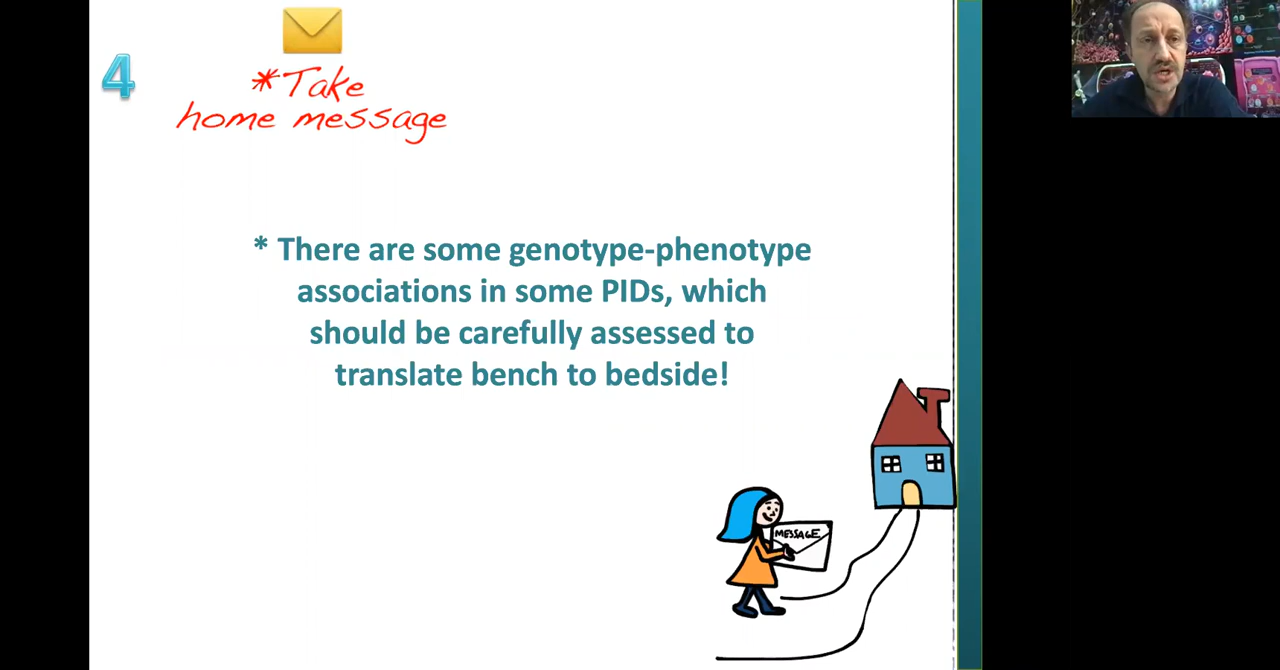 4
*Take
home message
* There are some genotype-phenotype
associations in some PIDs, which
should be carefully assessed to
translate bench to bedside!
MESSAGE